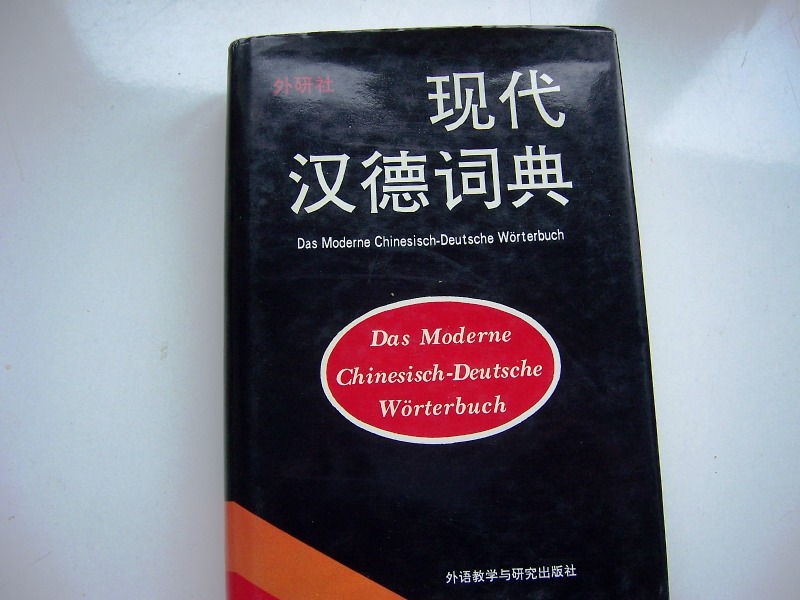 外研社
现代
汉德词典
Das Moderne Chinesisch-Deutsche Wörterbuch
Das Moderne
Chinesisch-Deutsche
Wörterbuch
外语教学与研究出版社